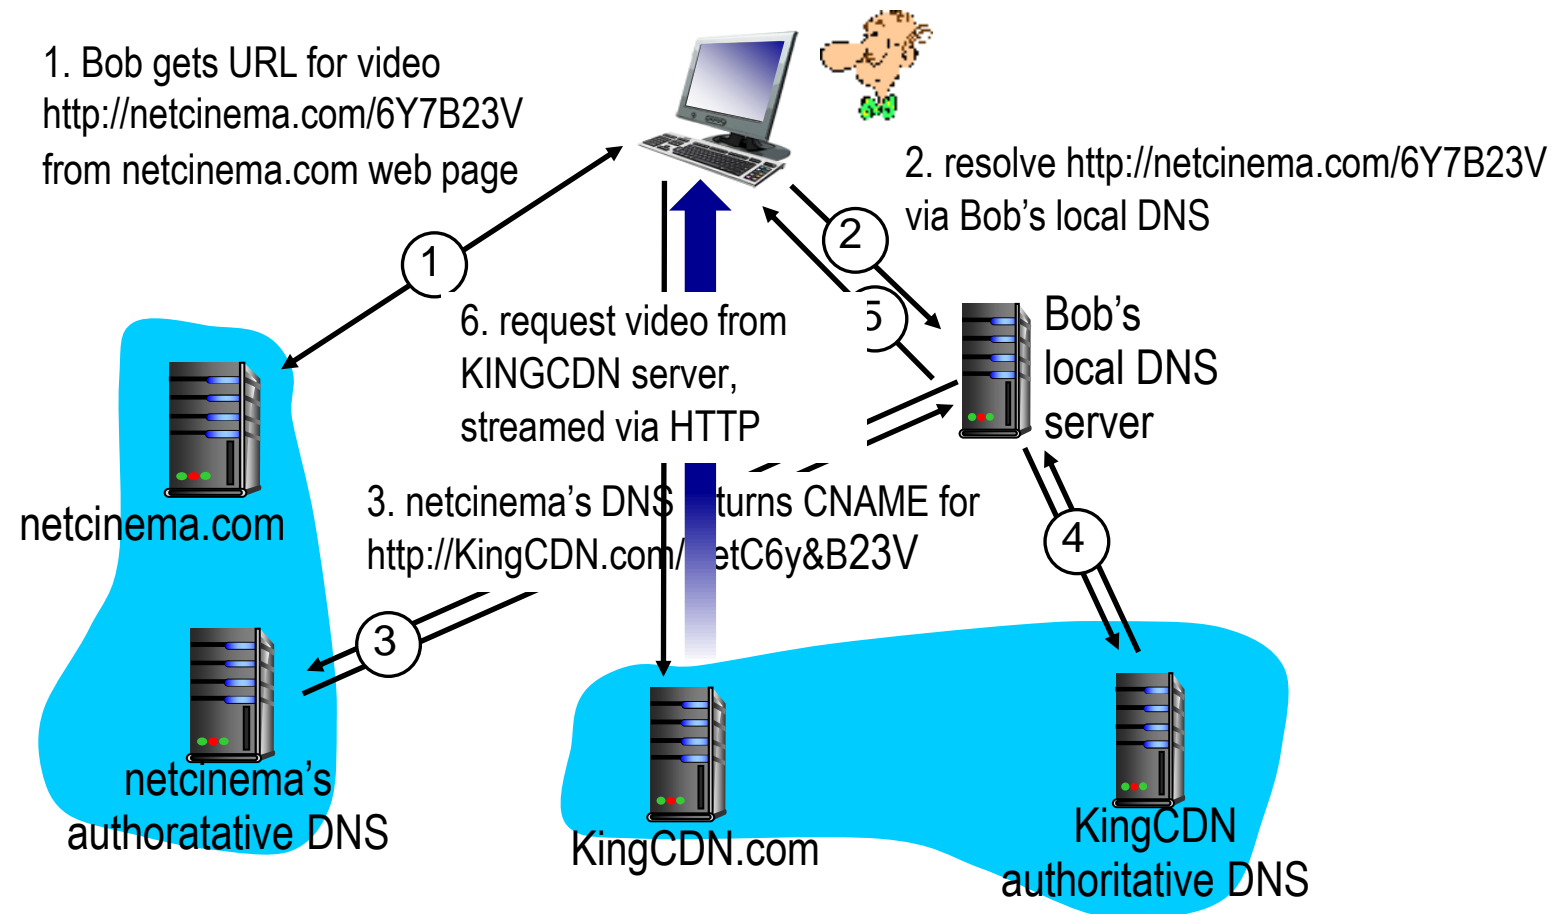 1. Bob gets URL for video
http://netcinema.com/6Y7B23V
from netcinema.com web page
2. resolve http://netcinema.com/6Y7B23V
via Bob's local DNS
1
2
5
6. request video from
KINGCDN server,
streamed via HTTP
Bob's
local DNS
server
netcinema.com
3. netcinema's DNS turns CNAME for
http://KingCDN.com/ etC6y&B23V
4
3
netcinema's
authoratative DNS
KingCDN.com
KingCDN
authoritative DNS